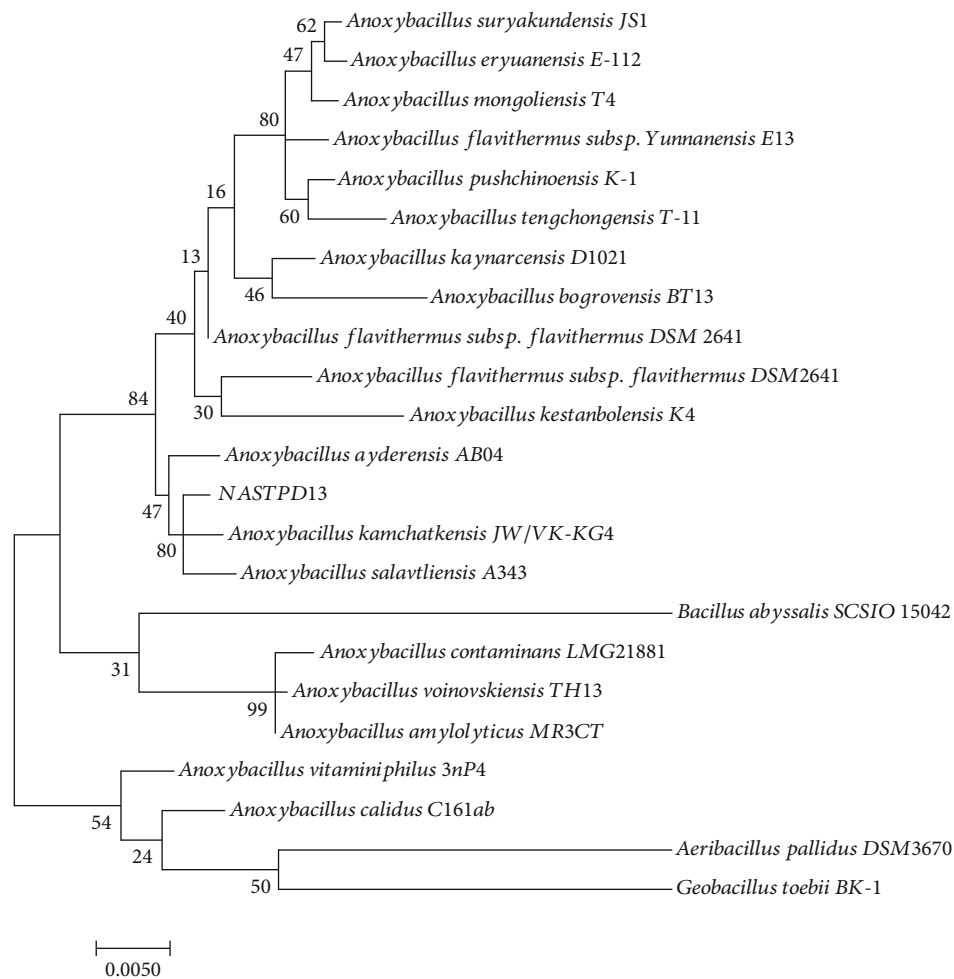 62
Anoxybacillus suryakundensis JS1
47
Anoxybacillus eryuanensis E-112
Anoxybacillus mongoliensis T4
80
Anoxybacillus flavithermus subsp. Yunnanensis E13
Anoxybacillus pushchinoensis K-1
16
60
Anoxybacillus tengchongensis T-11
13
Anoxybacillus kaynarcensis D1021
46
Anoxybacillus bogrovensis BT13
40
Anoxybacillus flavithermus subsp. flavithermus DSM 2641
Anoxybacillus flavithermus subsp. flavithermus DSM2641
84
30
Anoxybacillus kestanbolensis K4
Anoxybacillus ayderensis AB04
NASTPD13
47
Anoxybacillus kamchatkensis JW/VK-KG4
80
Anoxybacillus salavtliensis A343
Bacillus abyssalis SCSIO 15042
Anoxybacillus contaminans LMG21881
31
Anoxybacillus voinovskiensis TH13
99
Anoxybacillus amylolyticus MR3CT
Anoxybacillus vitaminiphilus 3nP4
54
Anoxybacillus calidus C161ab
24
Aeribacillus pallidus DSM3670
50
Geobacillus toebii BK-1
0.0050